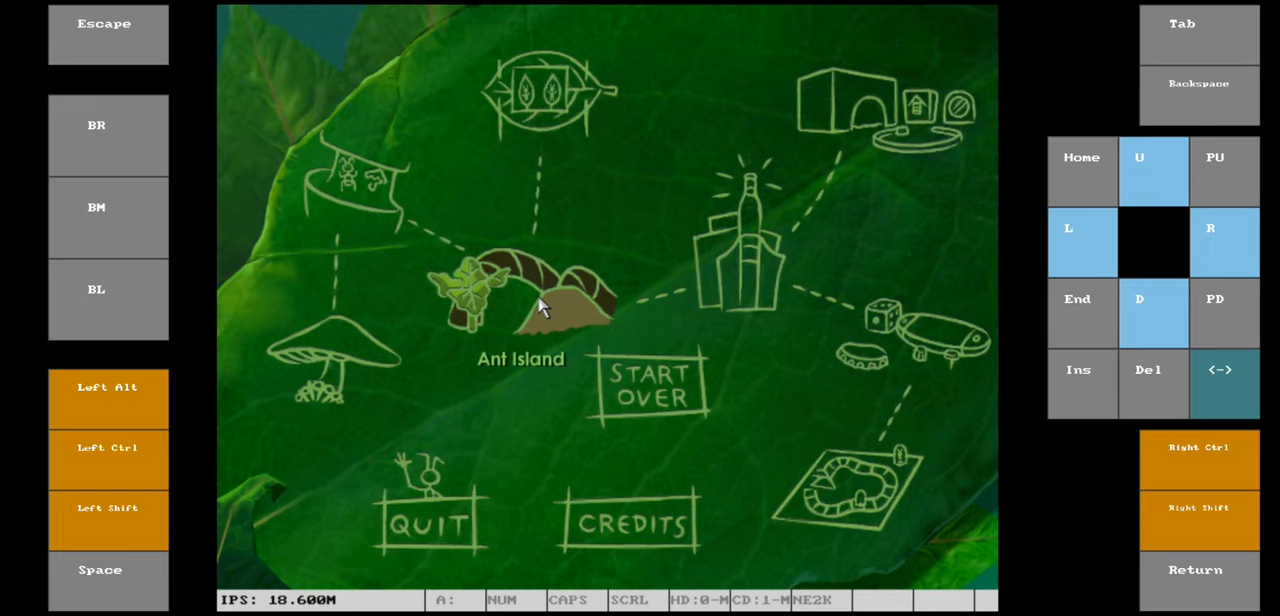 Escape
Tab
Backspace
BR
BM
BL
Home
U
PU
L
R
End
D
PD
Ins
Del
<->
Ant Island
START
OVER
QUIT
CREDITS
Left Alt
Left Ctrl
Left Shift
Space
Right Ctrl
Right Shift
Return
IPS: 18.600M
A:
NUM
CAPS
SCRL
HD:0-M
CD:1-M
NE2K